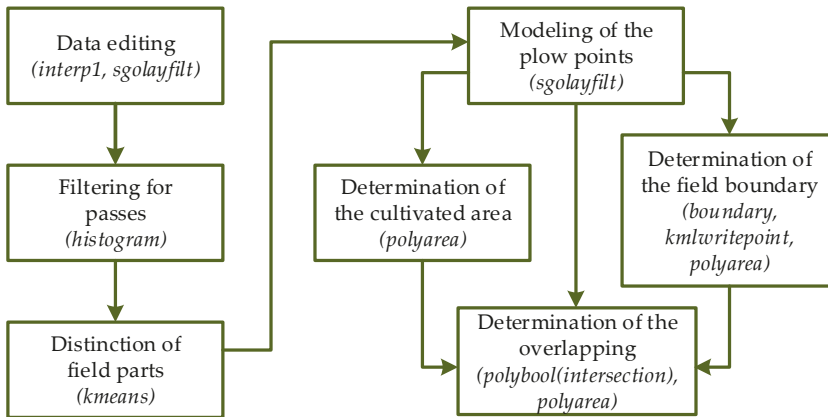 Data editing
(interp1, sgolayfilt)
Filtering for
passes
(histogram)
Distinction of
field parts
(kmeans)
Modeling of the
plow points
(sgolayfilt)
Determination of
the cultivated area
(polyarea)
Determination of
the field boundary
(boundary,
kmlwritepoint,
polyarea)
Determination of the
overlapping
(polybool(intersection),
polyarea)